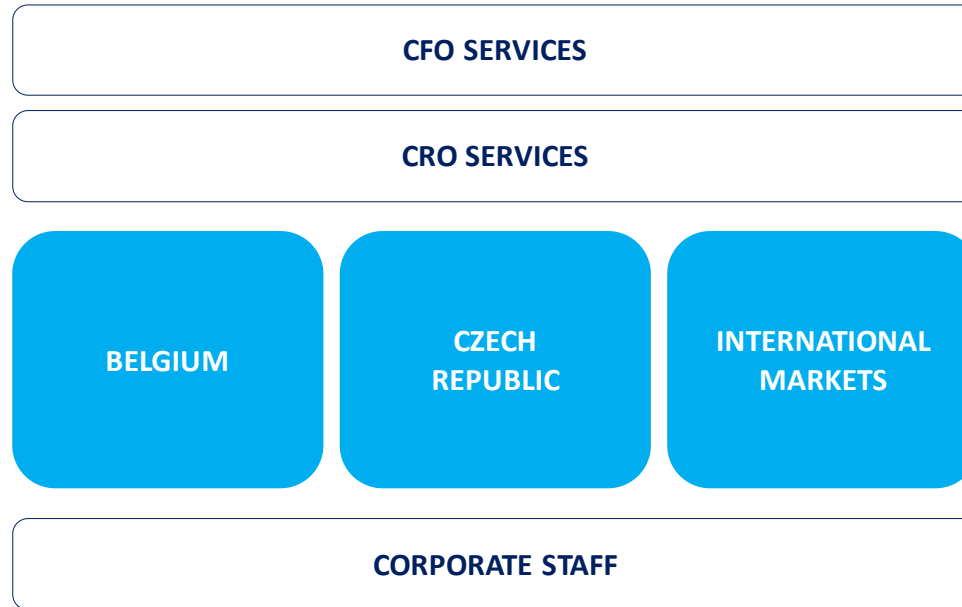 CFO SERVICES
CRO SERVICES
BELGIUM
CZECH
REPUBLIC
INTERNATIONAL
MARKETS
CORPORATE STAFF